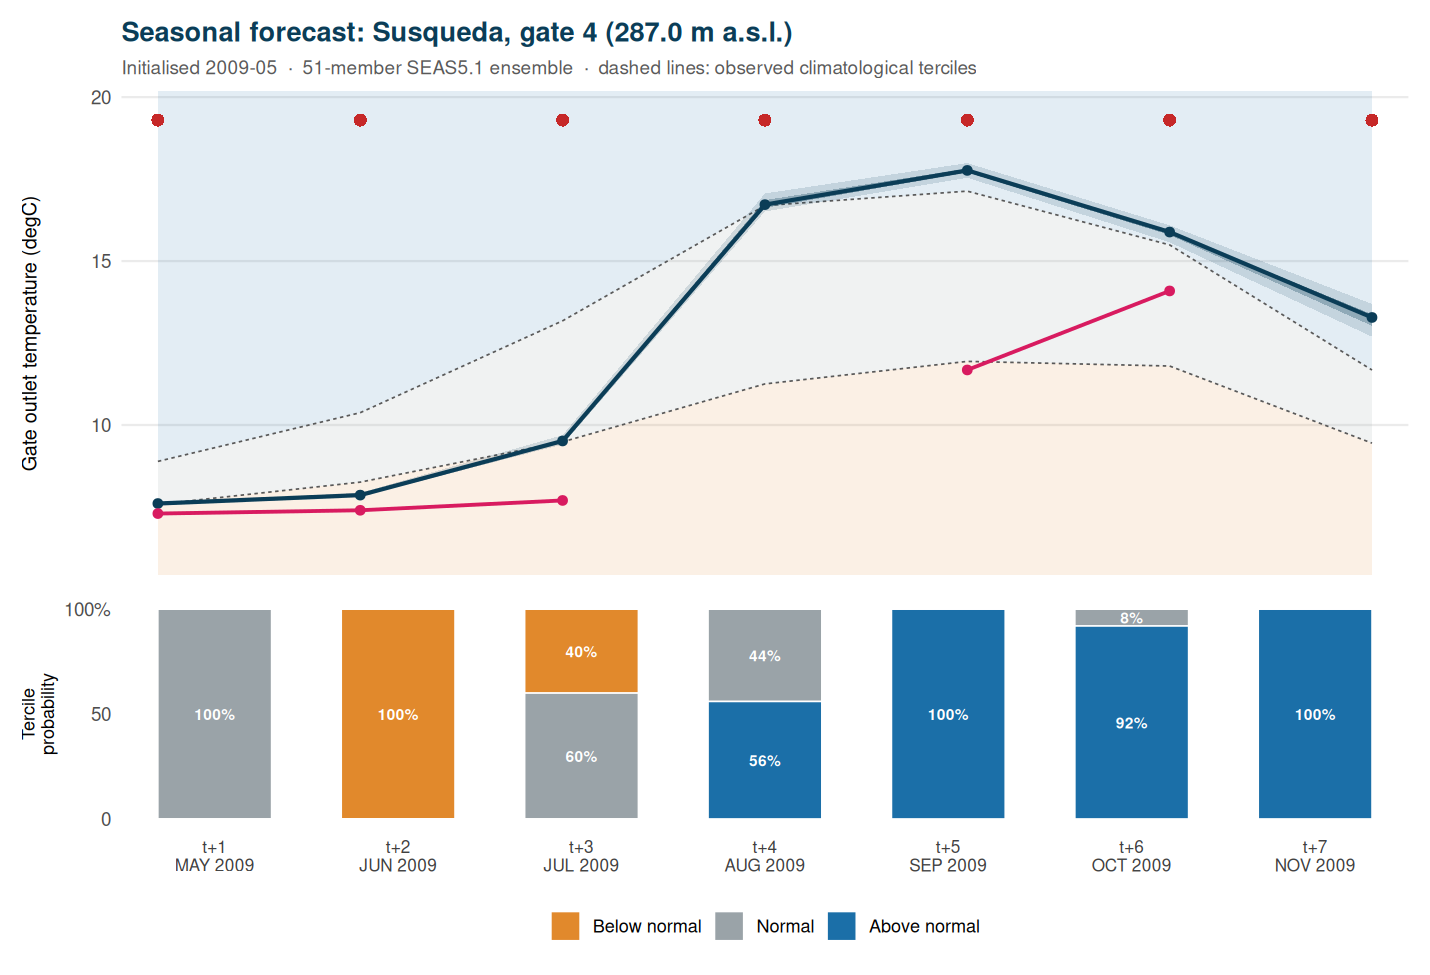 Seasonal forecast: Susqueda, gate 4 (287.0 m a.s.l.)
Initialised 2009-05 · 51-member SEAS5.1 ensemble · dashed lines: observed climatological terciles
Gate outlet temperature (degC)
20
15
10
Tercile
probability
100%
50
0
100%
100%
40%
60%
44%
56%
100%
8%
92%
100%
t+1
MAY 2009
t+2
JUN 2009
t+3
JUL 2009
t+4
AUG 2009
t+5
SEP 2009
t+6
OCT 2009
t+7
NOV 2009
Below normal
Normal
Above normal